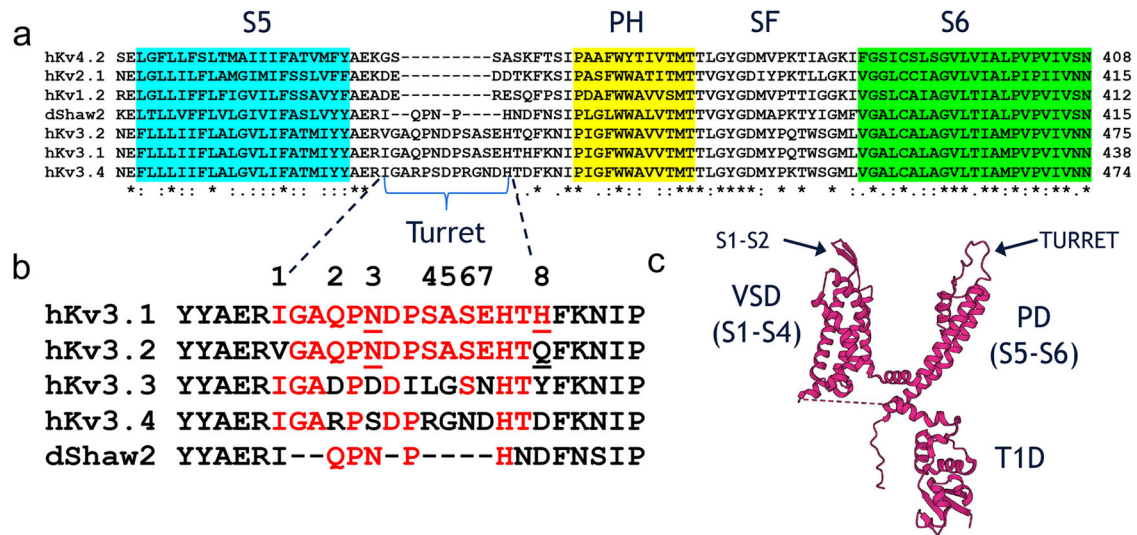 a
S5 PH SF S6
hKv4.2 SELGFLLFSLTMAIIIFATVMFYAEKGS---------SASKFTSIPAAFWYTIVTMTTLGYGDMVPKTIAGKIFGSICSLSGVLVIALPVPVIVSN 408
hKv2.1 NELGLLILFLAMGIMIFSSLVFFAEKDE---------DDTKFKSIPASFWWATITMTTVGYGDIYPKTLLGKIVGGLCCIAGVLVIALPIPIIVNN 415
hKv1.2 RELGLLIFFLFIGVILFSSAVYFAEADE---------RESQFPSIPDAFWWAVVSMTTVGYGDMVPTTIGGKIVGSLCAIAGVLTIALPVPVIVSN 412
dShaw2 KELTLLVFFLVLGIVIFASLVYYAERI--QPN-P----HNDFNSIPLGLWWALVTMTTVGYGDMAPKTYIGMFVGALCALAGVLTIALPVPVIVSN 415
hKv3.2 NEFLLLIIFLALGVLIFATMIYYAERVGAQPNDPSASEHTQFKNIPIGFWWAVVTMTTLGYGDMYPQTWSGMLVGALCALAGVLTIAMPVPVIVNN 475
hKv3.1 NEFLLLIIFLALGVLIFATMIYYAERIGAQPNDPSASEHTHFKNIPIGFWWAVVTMTTLGYGDMYPQTWSGMLVGALCALAGVLTIAMPVPVIVNN 438
hKv3.4 NEFLLLIIFLALGVLIFATMIYYAERIGARPSDPRGNDHTDFKNIPIGFWWAVVTMTTLGYGDMYPQTWSGMLVGALCALAGVLTIAMPVPVIVNN 474
Turret
b
1 2 3 4567 8
hKv3.1 YYAERIGAQPNDPSASEHTHFKNIP
hKv3.2 YYAERVGAQPNDPSASEHTQFKNIP
hKv3.3 YYAERIGADPDDILGSNHTYFKNIP
hKv3.4 YYAERIGARPSDPRGNDHTDFKNIP
dShaw2 YYAERI--QPN-P----HNDFNSIP
c
S1-S2
TURRET
VSD
(S1-S4)
PD
(S5-S6)
T1D